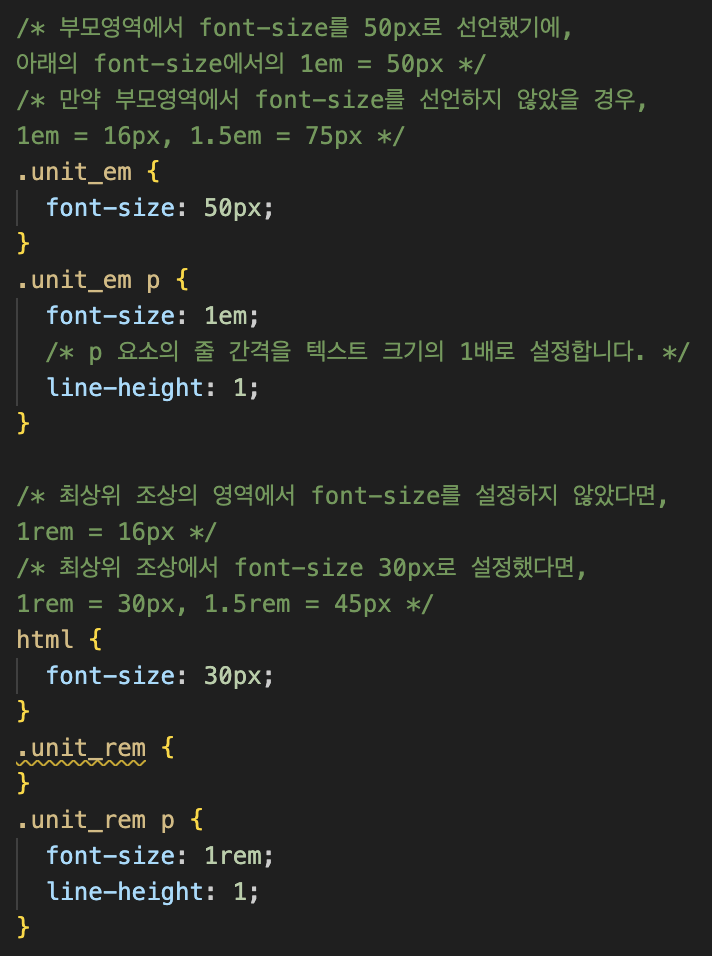 /* 부모영역에서 font-size를 50px로 선언했기에,
아래의 font-size에서의 1em = 50px */
/* 만약 부모영역에서 font-size를 선언하지 않았을 경우,
1em = 16px, 1.5em = 75px */
.unit_em {
  font-size: 50px;
}
.unit_em p {
  font-size: 1em;
  /* p 요소의 줄 간격을 텍스트 크기의 1배로 설정합니다. */
  line-height: 1;
}

/* 최상위 조상의 영역에서 font-size를 설정하지 않았다면,
1rem = 16px */
/* 최상위 조상에서 font-size 30px로 설정했다면,
1rem = 30px, 1.5rem = 45px */
html {
  font-size: 30px;
}
.unit_rem {
}
.unit_rem p {
  font-size: 1rem;
  line-height: 1;
}